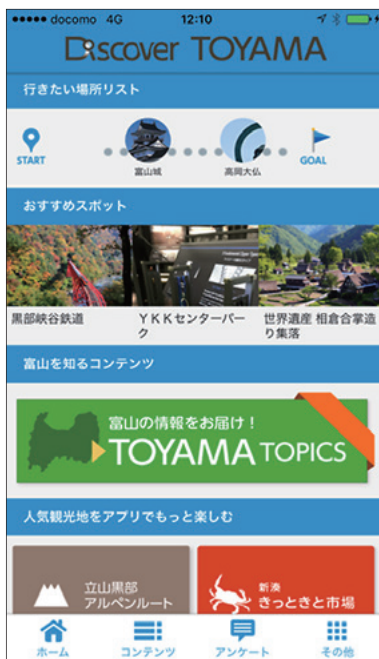 docomo 4G 12:10
Discover TOYAMA
行きたい場所リスト
START
富山城
高岡大仏
GOAL
おすすめスポット
黒部峡谷鉄道
YKKセンターパー
ク
世界遺産 相倉合掌造
り集落
富山を知るコンテンツ
富山の情報をお届け！
TOYAMA TOPICS
人気観光地をアプリでもっと楽しむ
立山黒部
アルペンルート
新湊
きっときと市場
ホーム
コンテンツ
アンケート
その他